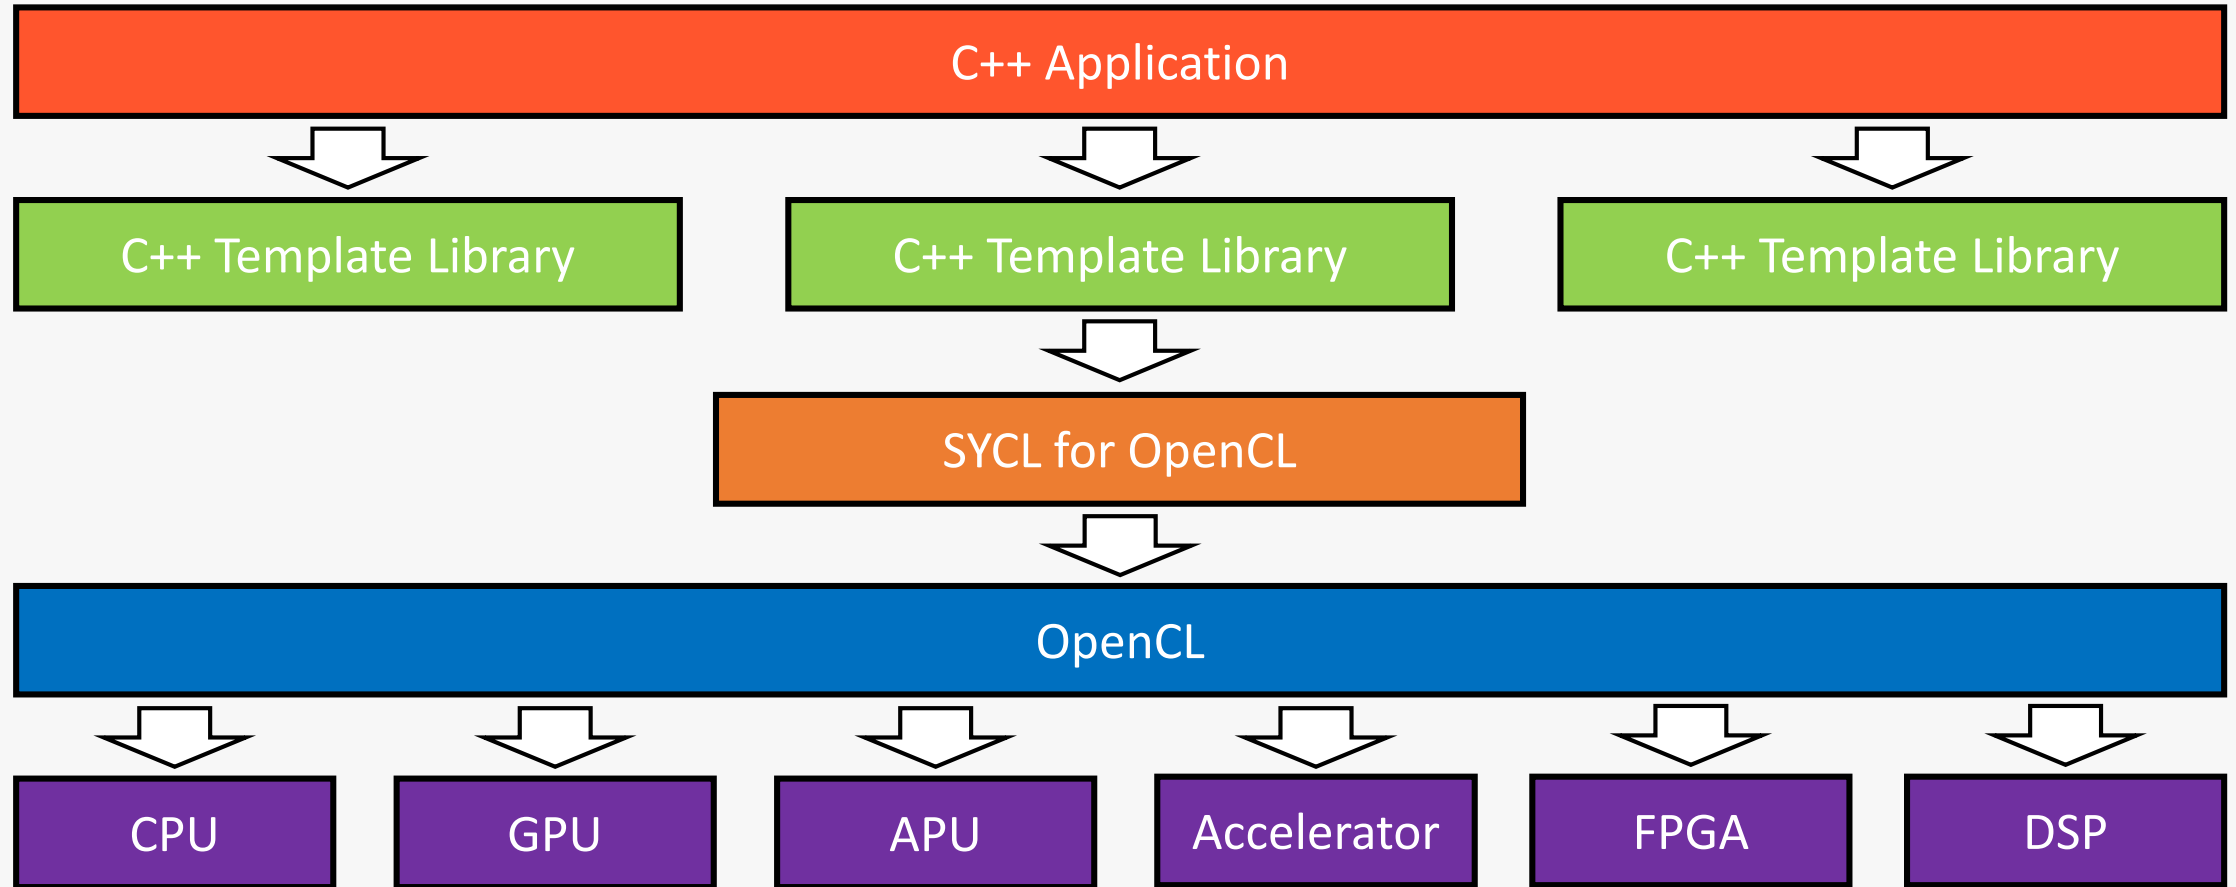 C++ Application
C++ Template Library
C++ Template Library
C++ Template Library
SYCL for OpenCL
OpenCL
CPU
GPU
APU
Accelerator
FPGA
DSP